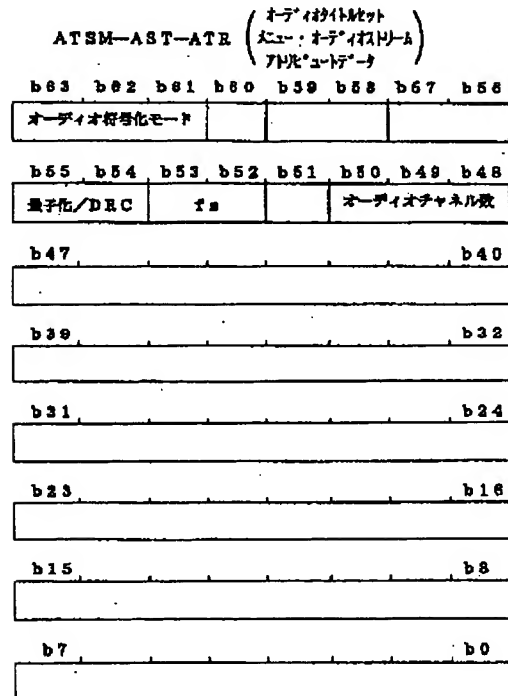 オーディオタイトルセット
ATSM―AST―ATR
メニュー・オーディオストリーム
アトリビュートデータ
b63 b62 b61 b60 b59 b58 b57 b56
オーディオ符号化モード
b55 b54 b53 b52 b51 b50 b49 b48
量子化/DRC fs オーディオチャネル数
b47 b40
b39 b32
b31 b24
b23 b16
b15 b8
b7 b0